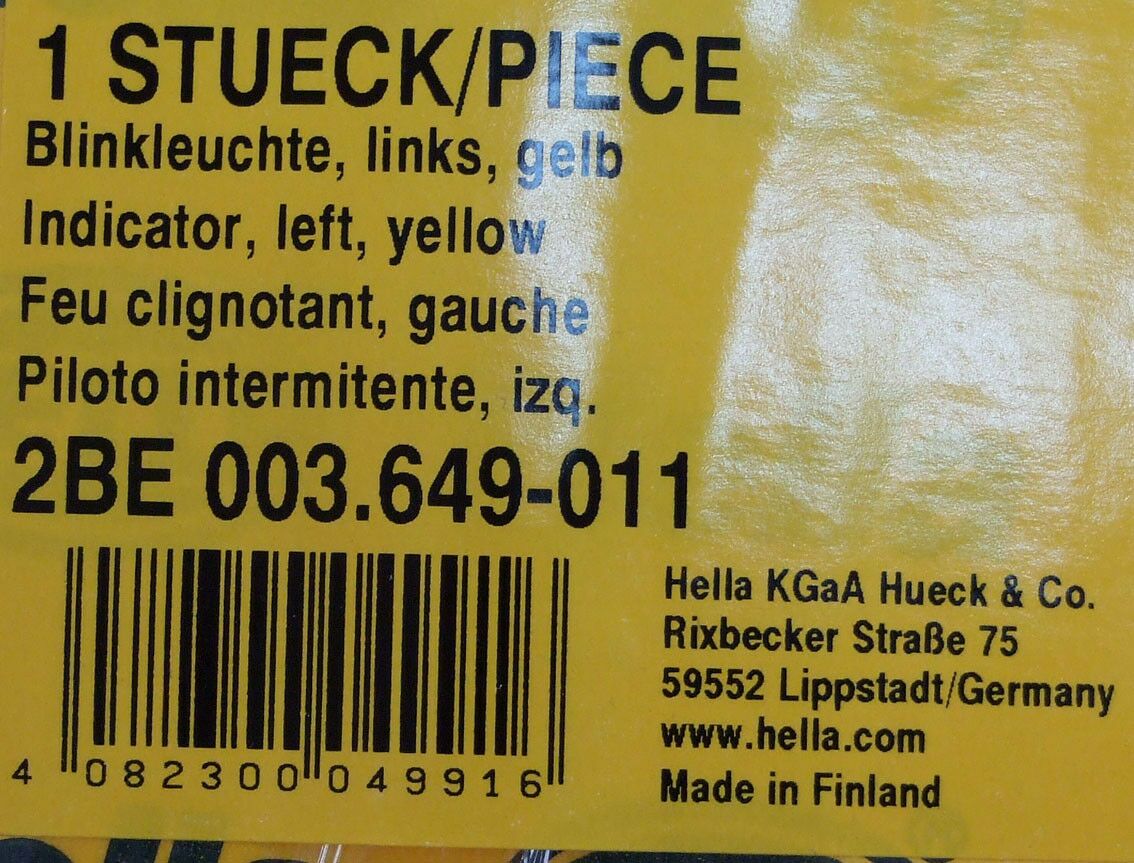 1 STUECK/PIECE
Blinkleuchte, links, gelb
Indicator, left, yellow
Feu clignotant, gauche
Piloto intermitente, izq.
2BE 003.649-011
4 082300 049916
Hella KGaA Hueck & Co.
Rixbecker Straße 75
59552 Lippstadt/Germany
www.hella.com
Made in Finland